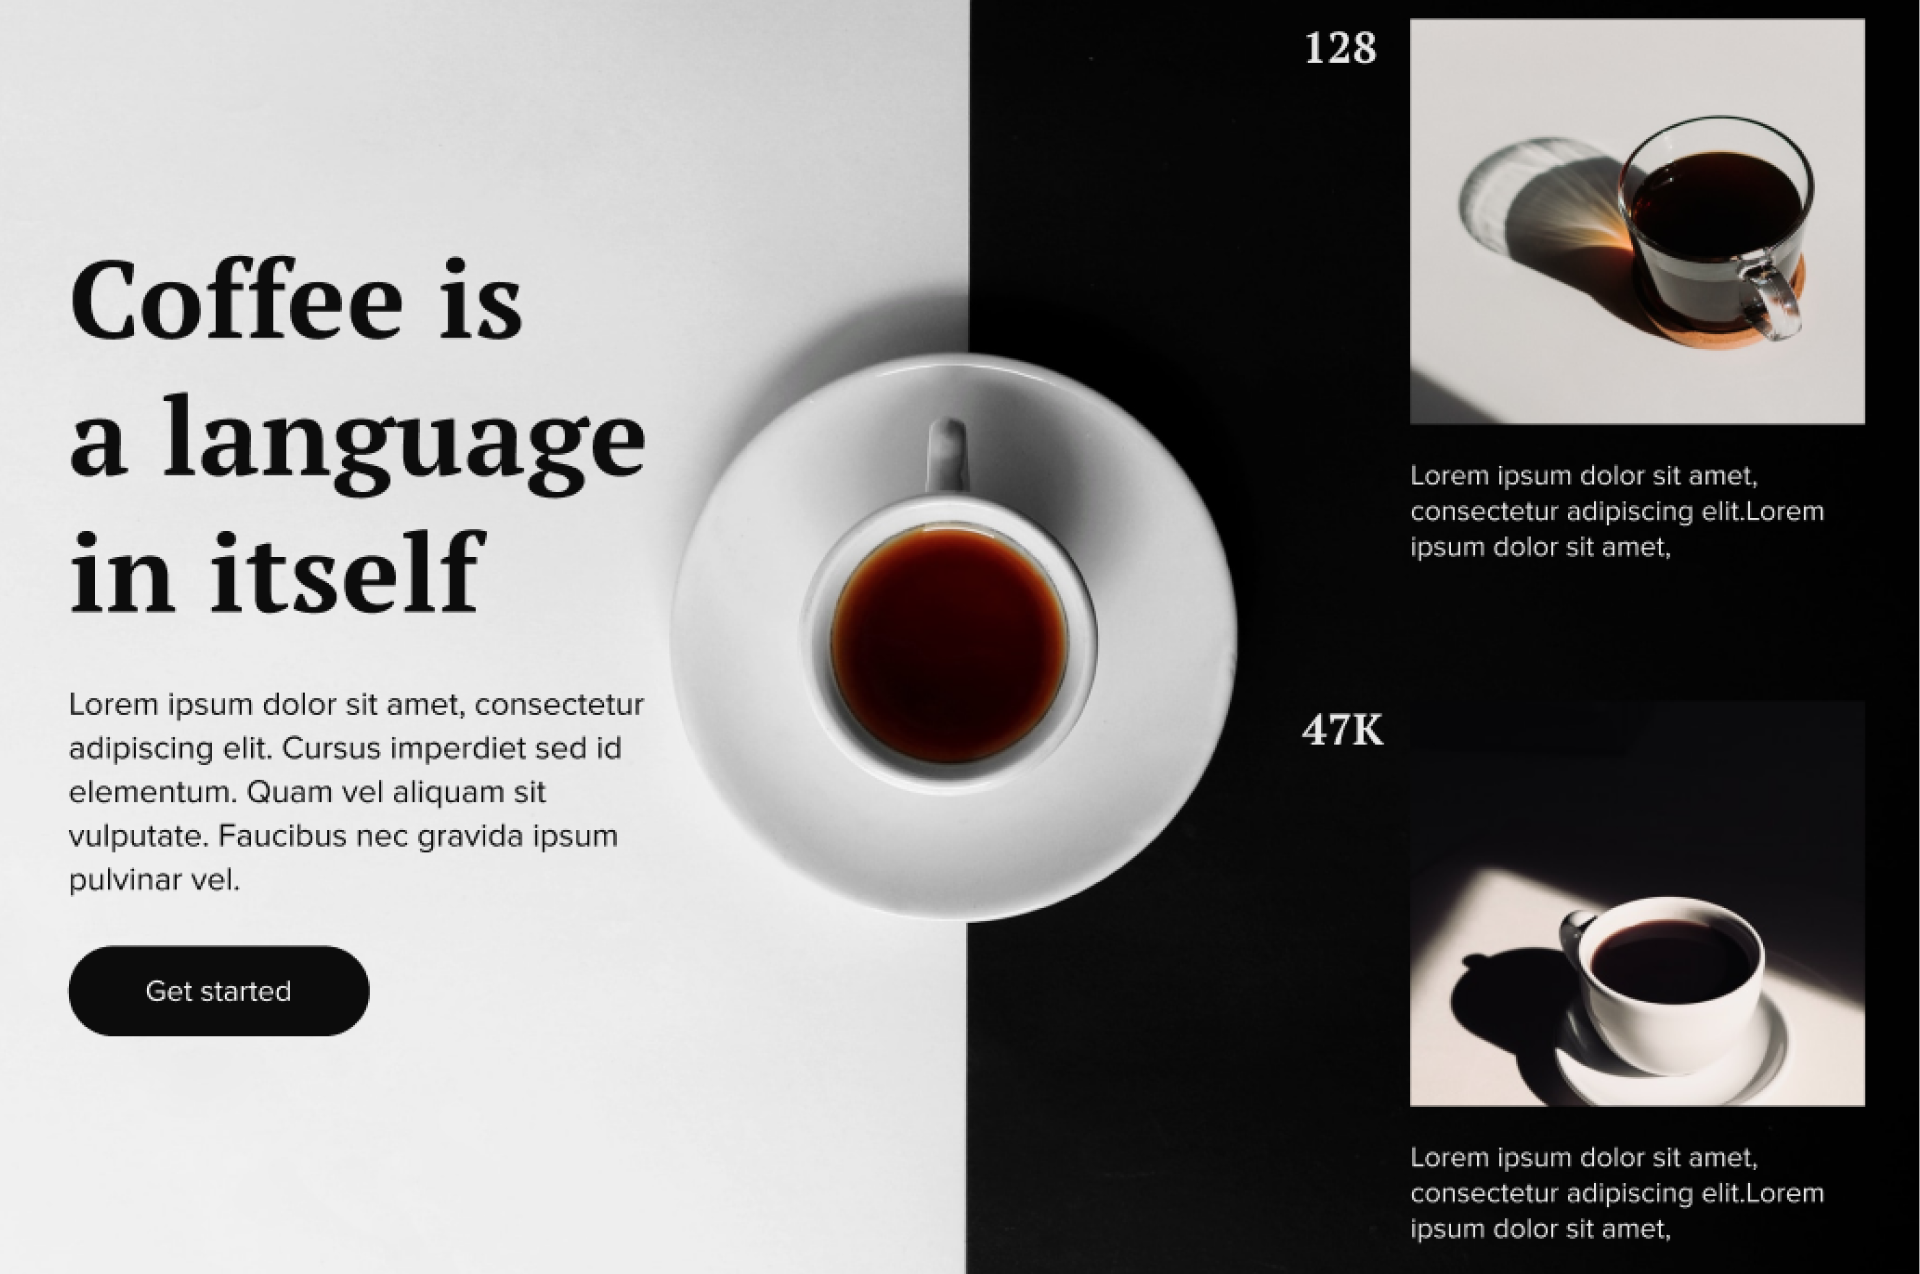 Coffee is
a language
in itself
Lorem ipsum dolor sit amet, consectetur
adipiscing elit. Cursus imperdiet sed id
elementum. Quam vel aliquam sit
vulputate. Faucibus nec gravida ipsum
pulvinar vel.
Get started
128
Lorem ipsum dolor sit amet,
consectetur adipiscing elit.Lorem
ipsum dolor sit amet,
47K
Lorem ipsum dolor sit amet,
consectetur adipiscing elit.Lorem
ipsum dolor sit amet,